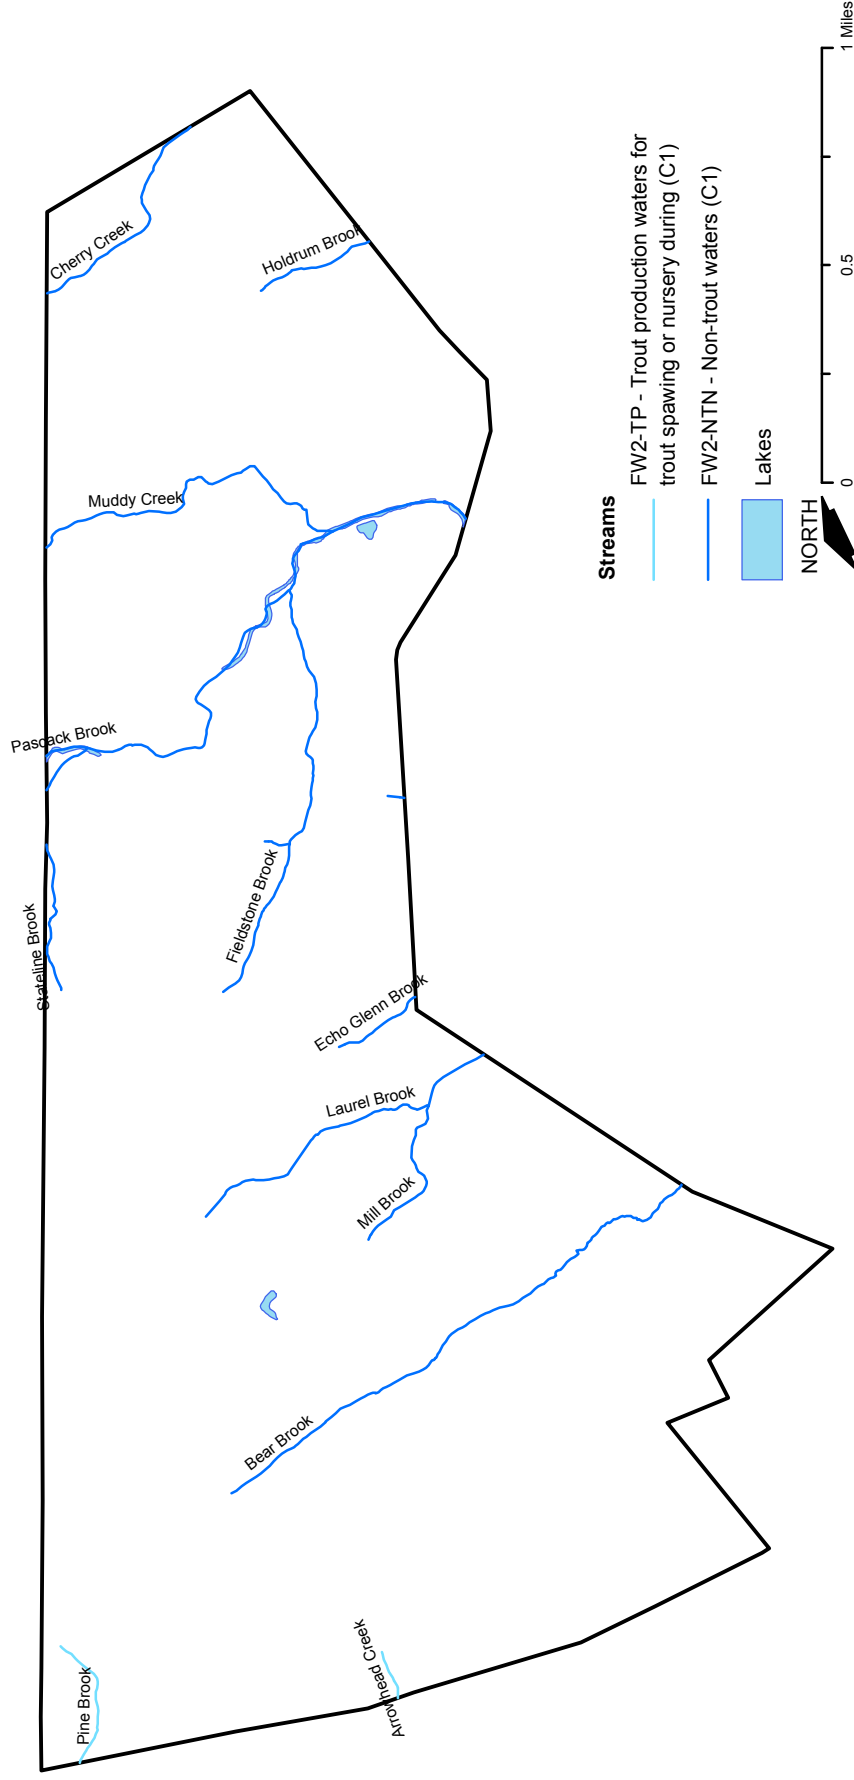 Cherry Creek
Holdrum Brook
Muddy Creek
Pascack Brook
Stateline Brook
Fieldstone Brook
Echo Glenn Brook
Laurel Brook
Mill Brook
Bear Brook
Pine Brook
Arrowhead Creek
Streams
FW2-TP - Trout production waters for
trout spawing or nursery during (C1)
FW2-NTN - Non-trout waters (C1)
Lakes
NORTH
0 0.5 1 Miles